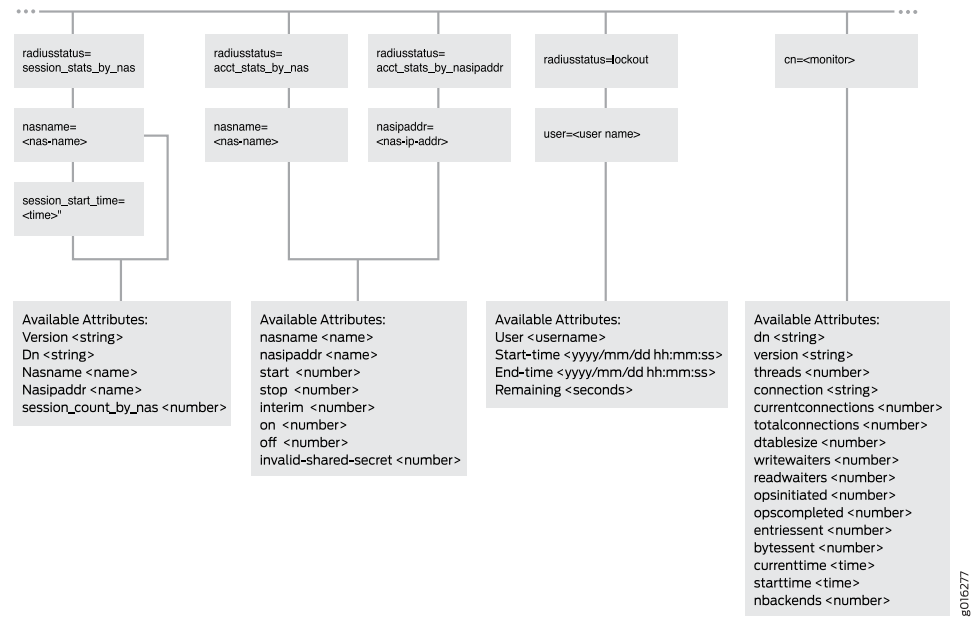 radiusstatus=
session_stats_by_nas
radiusstatus=
acct_stats_by_nas
radiusstatus=
acct_stats_by_nasipaddr
radiusstatus=lockout
cn=<monitor>
nasname=
<nas-name>
nasname=
<nas-name>
nasipaddr=
<nas-ip-addr>
user=<user name>
session_start_time=
<time>"
Available Attributes:
Version <string>
Dn <string>
Nasname <name>
Nasipaddr <name>
session_count_by_nas <number>
Available Attributes:
nasname <name>
nasipaddr <name>
start <number>
stop <number>
interim <number>
on <number>
off <number>
invalid-shared-secret <number>
Available Attributes:
User <username>
Start-time <yyyy/mm/dd hh:mm:ss>
End-time <yyyy/mm/dd hh:mm:ss>
Remaining <seconds>
Available Attributes:
dn <string>
version <string>
threads <number>
connection <string>
currentconnections <number>
totalconnections <number>
dtablesize <number>
writewaiters <number>
readwaiters <number>
opsinitiated <number>
opscompleted <number>
entriessent <number>
bytessent <number>
currenttime <time>
starttime <time>
nbackends <number>
g016277